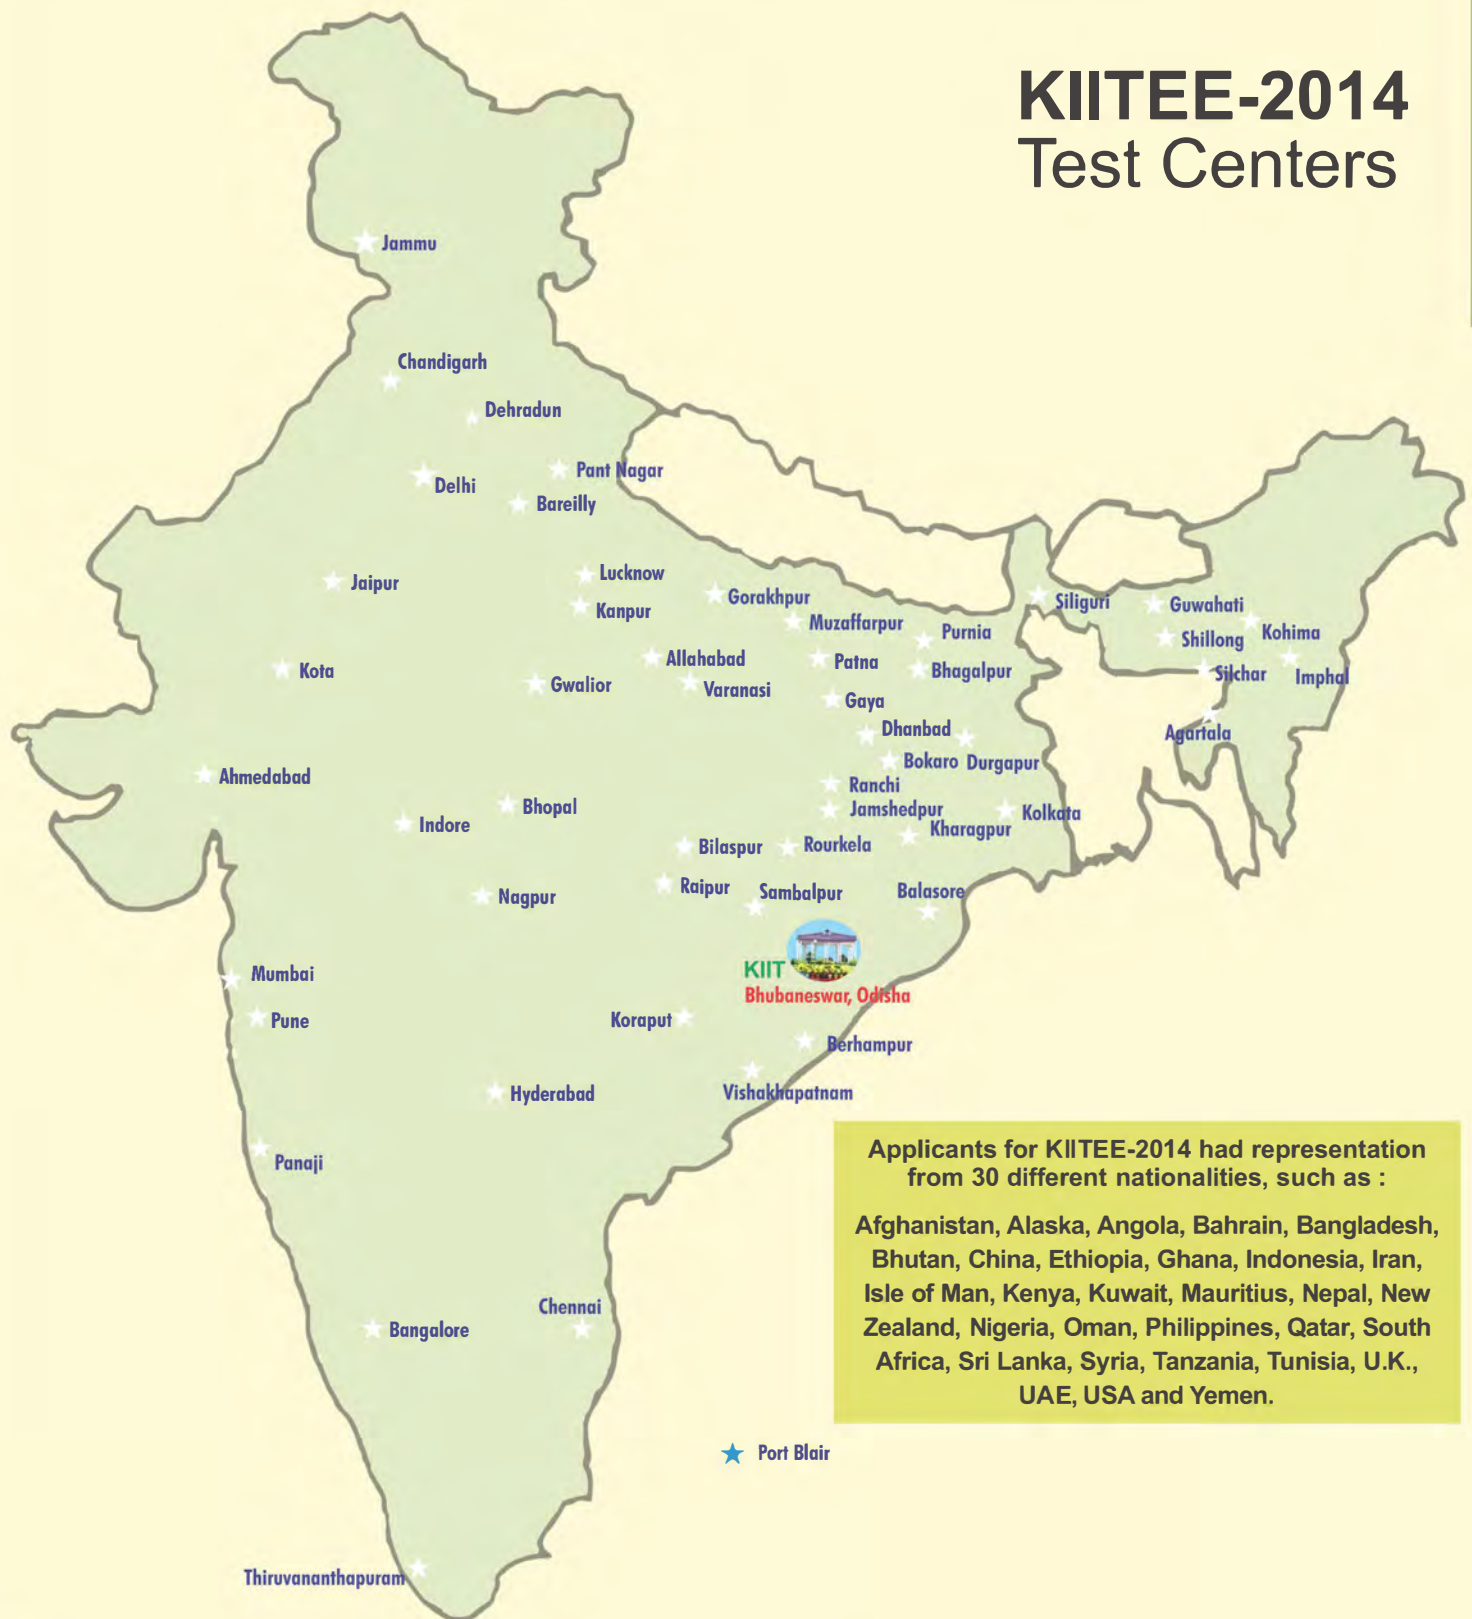 KIITEE-2014
Test Centers
Jammu
Chandigarh
Dehradun
Pant Nagar
Delhi
Bareilly
Lucknow
Jaipur
Gorakhpur
Kanpur
Siliguri
Guwahati
Muzaffarpur
Purnia
Kohima
Shillong
Allahabad
Patna
Kota
Bhagalpur
Silchar
Imphal
Gwalior
Varanasi
Gaya
Dhanbad
Agartala
Bokaro
Durgapur
Ahmedabad
Ranchi
Bhopal
Jamshedpur
Kolkata
Indore
Kharagpur
Bilaspur
Rourkela
Raipur
Sambalpur
Balasore
Nagpur
KIIT
Mumbai
Bhubaneswar, Odisha
Pune
Koraput
Berhampur
Hyderabad
Vishakhapatnam
Panaji
Applicants for KIITEE-2014 had representation
from 30 different nationalities, such as :
Afghanistan, Alaska, Angola, Bahrain, Bangladesh,
Bhutan, China, Ethiopia, Ghana, Indonesia, Iran,
Isle of Man, Kenya, Kuwait, Mauritius, Nepal, New
Zealand, Nigeria, Oman, Philippines, Qatar, South
Africa, Sri Lanka, Syria, Tanzania, Tunisia, U.K.,
UAE, USA and Yemen.
Chennai
Bangalore
Port Blair
Thiruvananthapuram